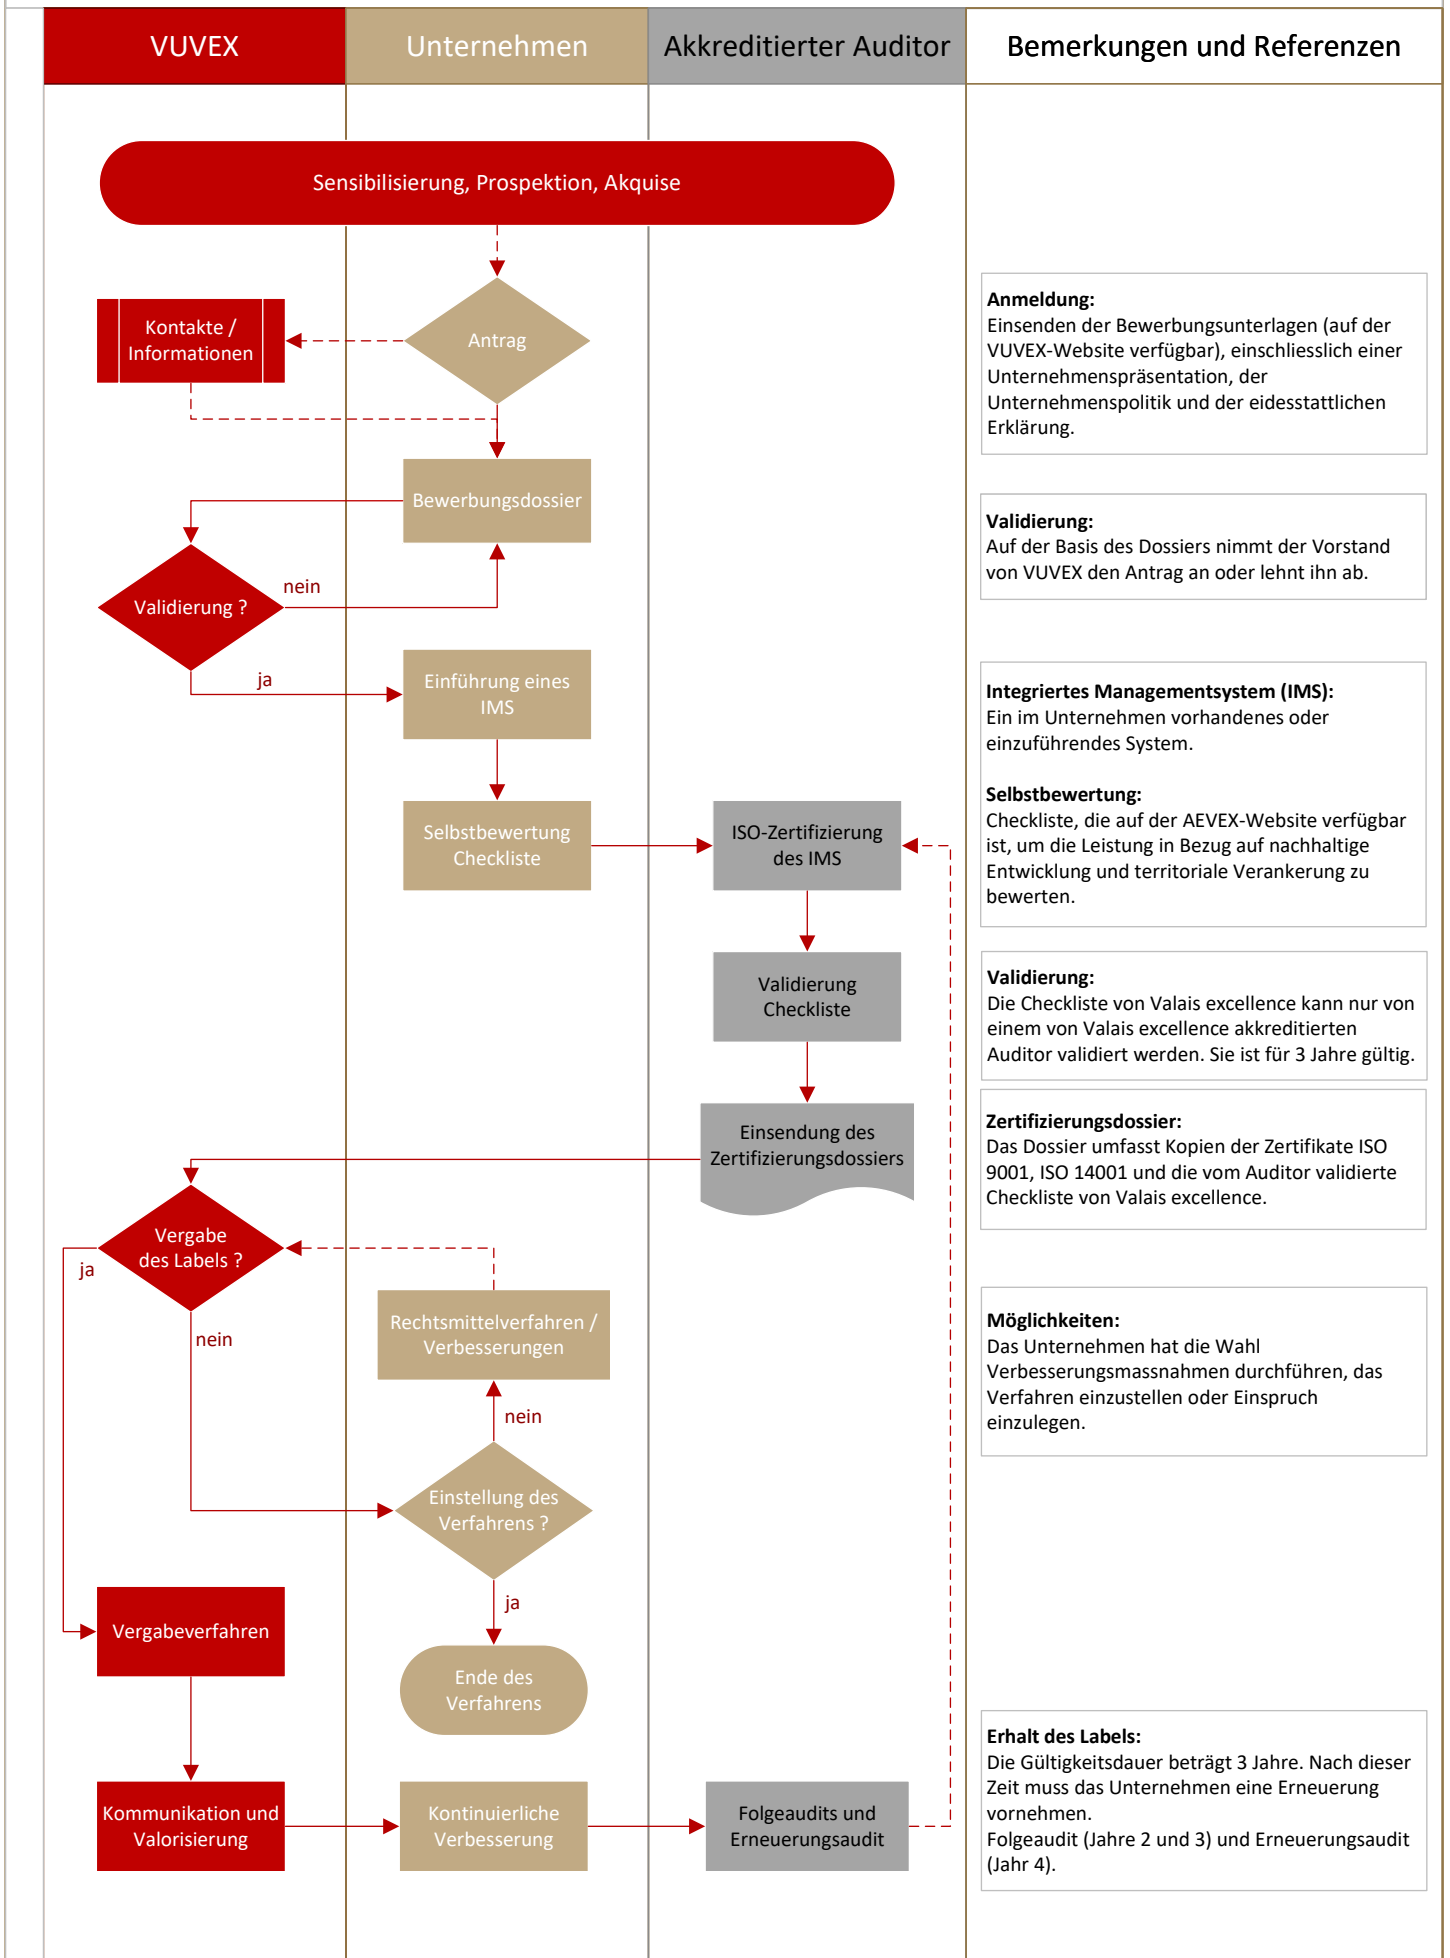 VUVEX
Unternehmen
Akkreditierter Auditor
Bemerkungen und Referenzen
Sensibilisierung, Prospektion, Akquise
Kontakte /
Informationen
Antrag
Anmeldung:
Einsenden der Bewerbungsunterlagen (auf der
VUVEX-Website verfügbar), einschliesslich einer
Unternehmenspräsentation, der
Unternehmenspolitik und der eidesstattlichen
Erklärung.
Bewerbungsdossier
Validierung ?
nein
ja
Validierung:
Auf der Basis des Dossiers nimmt der Vorstand
von VUVEX den Antrag an oder lehnt ihn ab.
Einführung eines
IMS
Integriertes Managementsystem (IMS):
Ein im Unternehmen vorhandenes oder
einzuführendes System.
Selbstbewertung
Checkliste
ISO-Zertifizierung
des IMS
Selbstbewertung:
Checkliste, die auf der AEVEX-Website verfügbar
ist, um die Leistung in Bezug auf nachhaltige
Entwicklung und territoriale Verankerung zu
bewerten.
Validierung
Checkliste
Validierung:
Die Checkliste von Valais excellence kann nur von
einem von Valais excellence akkreditierten
Auditor validiert werden. Sie ist für 3 Jahre gültig.
Einsendung des
Zertifizierungsdossiers
Zertifizierungsdossier:
Das Dossier umfasst Kopien der Zertifikate ISO
9001, ISO 14001 und die vom Auditor validierte
Checkliste von Valais excellence.
Vergabe
des Labels ?
ja
nein
Rechtsmittelverfahren /
Verbesserungen
nein
Möglichkeiten:
Das Unternehmen hat die Wahl
Verbesserungsmassnahmen durchführen, das
Verfahren einzustellen oder Einspruch
einzulegen.
Einstellung des
Verfahrens ?
ja
Vergabeverfahren
Ende des
Verfahrens
Kommunikation und
Valorisierung
Kontinuierliche
Verbesserung
Folgeaudits und
Erneuerungsaudit
Erhalt des Labels:
Die Gültigkeitsdauer beträgt 3 Jahre. Nach dieser
Zeit muss das Unternehmen eine Erneuerung
vornehmen.
Folgeaudit (Jahre 2 und 3) und Erneuerungsaudit
(Jahr 4).